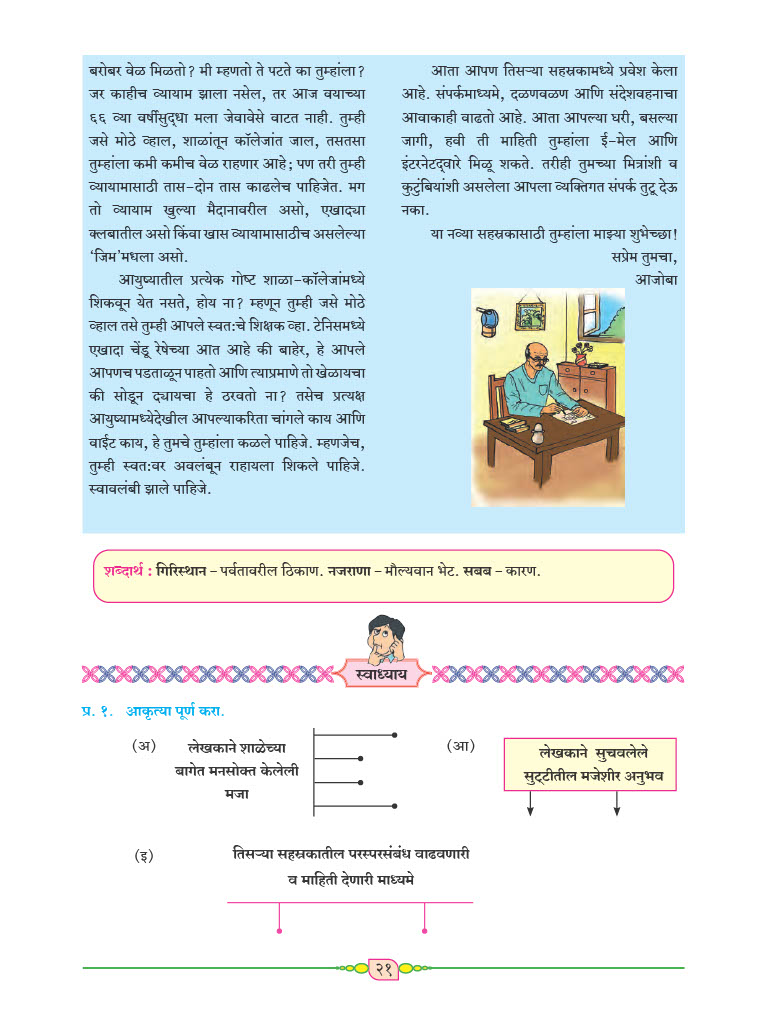 बरोबर वेळ मिळतो? मी म्हणतो ते पटते का तुम्हांला?
जर काहीच व्यायाम झाला नसेल, तर आज वयाच्या
६६ व्या वर्षीसुद्धा मला जेवावेसे वाटत नाही. तुम्ही
जसे मोठे व्हाल, शाळांतून कॉलेजांत जाल, तसतसा
तुम्हांला कमी कमीच वेळ राहणार आहे; पण तरी तुम्ही
व्यायामासाठी तास-दोन तास काढलेच पाहिजेत. मग
तो व्यायाम खुल्या मैदानावरील असो, एखाद्या
क्लबातील असो किंवा खास व्यायामासाठीच असलेल्या
‘जिम’मधला असो.
आयुष्यातील प्रत्येक गोष्ट शाळा-कॉलेजांमध्ये
शिकवून येत नसते, होय ना? म्हणून तुम्ही जसे मोठे
व्हाल तसे तुम्ही आपले स्वत:चे शिक्षक व्हा. टेनिसमध्ये
एखादा चेंडू रेषेच्या आत आहे की बाहेर, हे आपले
आपणच पडताळून पाहतो आणि त्याप्रमाणे तो खेळायचा
की सोडून द्यायचा हे ठरवतो ना? तसेच प्रत्यक्ष
आयुष्यामध्येदेखील आपल्याकरिता चांगले काय आणि
वाईट काय, हे तुमचे तुम्हांला कळले पाहिजे. म्हणजेच,
तुम्ही स्वत:वर अवलंबून राहायला शिकले पाहिजे.
स्वावलंबी झाले पाहिजे.
आता आपण तिसऱ्या सहस्रकामध्ये प्रवेश केला
आहे. संपर्कमाध्यमे, दळणवळण आणि संदेशवहनाचा
आवाकाही वाढतो आहे. आता आपल्या घरी, बसल्या
जागी, हवी ती माहिती तुम्हांला ई-मेल आणि
इंटरनेटद्वारे मिळू शकते. तरीही तुमच्या मित्रांशी व
कुटुंबियांशी असलेला आपला व्यक्तिगत संपर्क तुटू देऊ
नका.
या नव्या सहस्रकासाठी तुम्हांला माझ्या शुभेच्छा!
सप्रेम तुमचा,
आजोबा
शब्दार्थ : गिरिस्थान - पर्वतावरील ठिकाण. नजराणा - मौल्यवान भेट. सबब - कारण.
स्वाध्याय
प्र. १. आकृत्या पूर्ण करा.
(अ) लेखकाने शाळेच्या
बागेत मनसोक्त केलेली
मजा
(आ) लेखकाने सुचवलेले
सुट्टीतील मजेशीर अनुभव
(इ) तिसऱ्या सहस्रकातील परस्परसंबंध वाढवणारी
व माहिती देणारी माध्यमे
२१